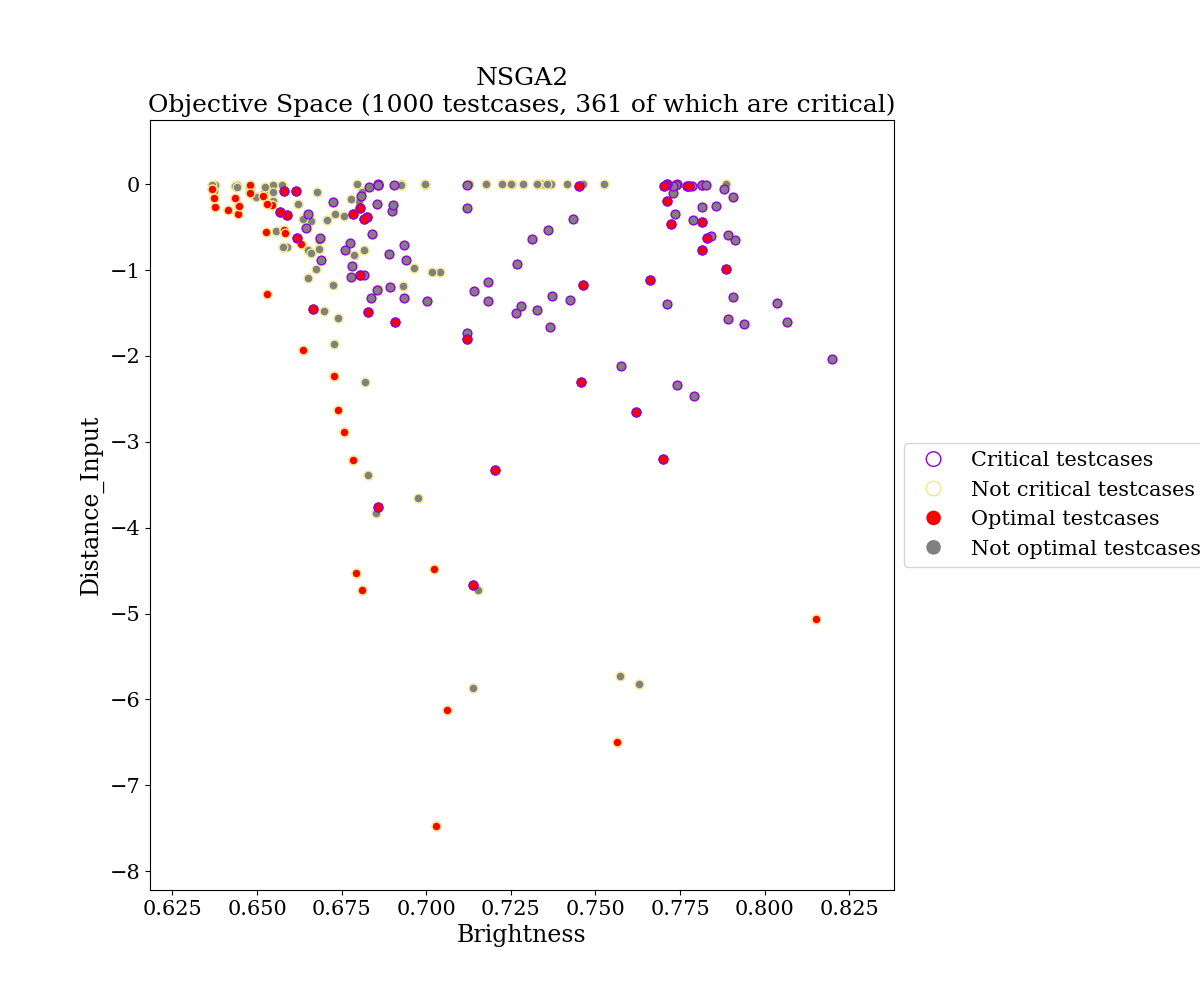 NSGA2
Objective Space (1000 testcases, 361 of which are critical)
0
−1
−2
−3
−4
−5
−6
−7
−8
Distance_Input
0.625
0.650
0.675
0.700
0.725
0.750
0.775
0.800
0.825
Brightness
Critical testcases
Not critical testcases
Optimal testcases
Not optimal testcases